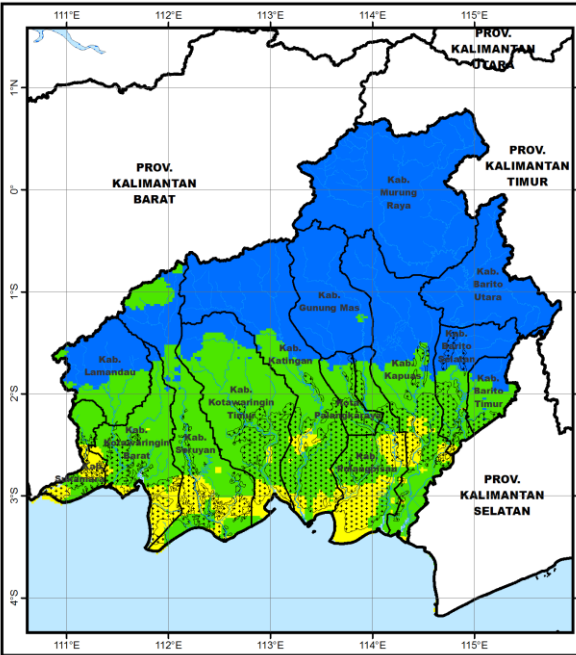 111°E 112°E 113°E 114°E 115°E
PROV.
KALIMANTAN
UTARA
1°N
PROV.
KALIMANTAN
BARAT
PROV.
KALIMANTAN
TIMUR
0°
Kab.
Murung
Raya
1°S
Kab.
Barito
Utara
Kab.
Gunung Mas
Kab.
Barito
Selatan
Kab.
Katingan
Kab.
Lamandau
Kab.
Kapuas
Kab.
Barito
Timur
2°S
Kab.
Kotawaringin
Timur
Kota
Palangkaraya
Kab.
Kotawaringin
Barat
Kab.
Seruyan
Kab.
Pulangpisau
Kab.
Sukamara
3°S
PROV.
KALIMANTAN
SELATAN
4°S
111°E 112°E 113°E 114°E 115°E